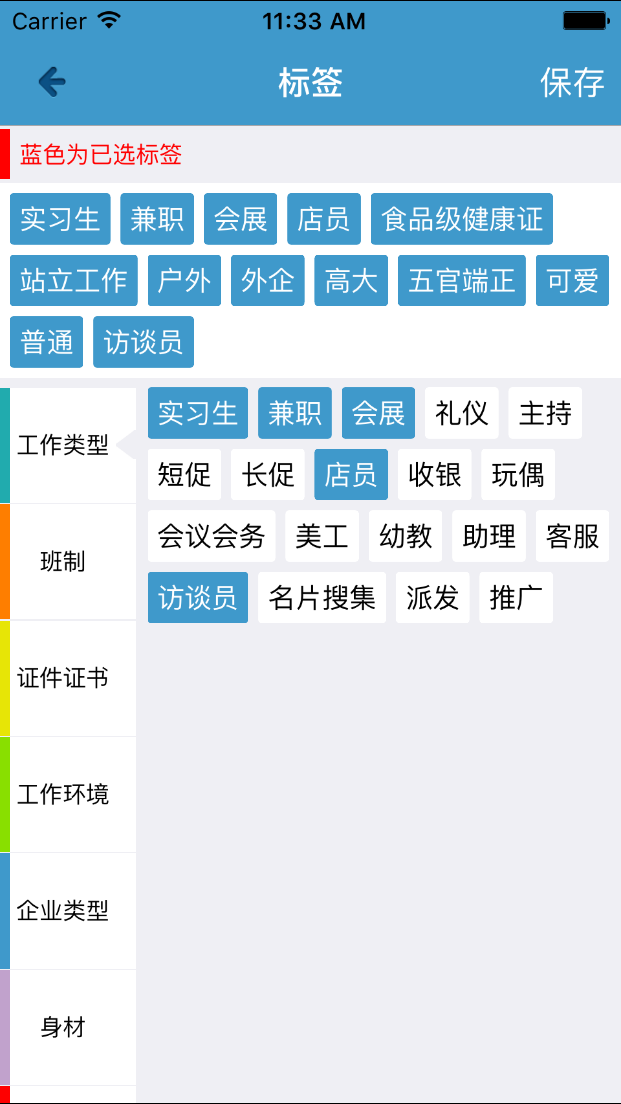 Carrier 11:33 AM
标签 保存
蓝色为已选标签
实习生 兼职 会展 店员 食品级健康证
站立工作 户外 外企 高大 五官端正 可爱
普通 访谈员
工作类型
班制
证件证书
工作环境
企业类型
身材
实习生 兼职 会展 礼仪 主持
短促 长促 店员 收银 玩偶
会议会务 美工 幼教 助理 客服
访谈员 名片搜集 派发 推广